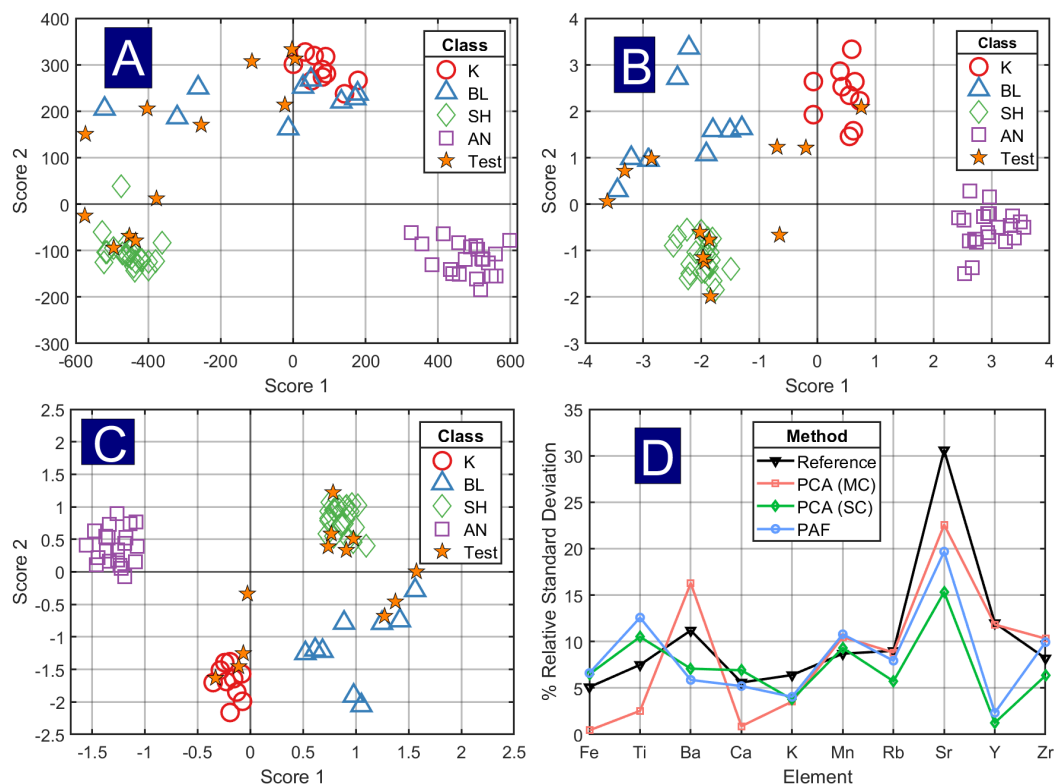 A
400
300
200
100
0
-100
-200
-300
-600
-400
-200
0
200
400
600
Score 1
Score 2
Class
K
BL
SH
AN
Test
B
4
3
2
1
0
-1
-2
-3
-4
-3
-2
-1
0
1
2
3
4
Score 1
Score 2
Class
K
BL
SH
AN
Test
C
2.5
2
1.5
1
0.5
0
-0.5
-1
-1.5
-2
-2.5
-1.5
-1
-0.5
0
0.5
1
1.5
2
2.5
Score 1
Score 2
Class
K
BL
SH
AN
Test
D
35
30
25
20
15
10
5
0
Fe
Ti
Ba
Ca
K
Mn
Rb
Sr
Y
Zr
Element
% Relative Standard Deviation
Method
Reference
PCA (MC)
PCA (SC)
PAF